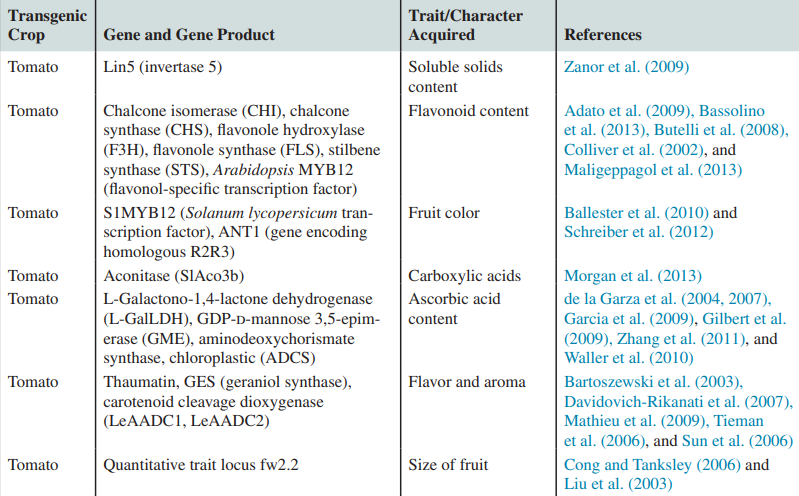 Transgenic Crop | Gene and Gene Product | Trait/Character Acquired | References
Tomato | Lin5 (invertase 5) | Soluble solids | Zanor et al. (2009)
content
Tomato | Chalcone isomerase (CHI), chalcone | Flavonoid content | Adato et al. (2009), Bassolino
synthase (CHS), flavonole hydroxylase | et al. (2013), Butelli et al. (2008),
(F3H), flavonole synthase (FLS), stilbene | Colliver et al. (2002), and
synthase (STS), Arabidopsis MYB12 | Maligeppagol et al. (2013)
(flavonol-specific transcription factor)
Tomato | S1MYB12 (Solanum lycopersicum tran- | Fruit color | Ballester et al. (2010) and
scription factor), ANT1 (gene encoding | Schreiber et al. (2012)
homologous R2R3)
Tomato | Aconitase (SlAco3b) | Carboxylic acids | Morgan et al. (2013)
Tomato | L-Galactono-1,4-lactone dehydrogenase | Ascorbic acid | de la Garza et al. (2004, 2007),
(L-GalLDH), GDP-D-mannose 3,5-epim- | content | Garcia et al. (2009), Gilbert et al.
erase (GME), aminodeoxychorismate | (2009), Zhang et al. (2011), and
synthase, chloroplastic (ADCS) | Waller et al. (2010)
Tomato | Thaumatin, GES (geraniol synthase), | Flavor and aroma | Bartoszewski et al. (2003),
carotenoid cleavage dioxygenase | Davidovich-Rikanati et al. (2007),
(LeAADC1, LeAADC2) | Mathieu et al. (2009), Tieman
et al. (2006), and Sun et al. (2006)
Tomato | Quantitative trait locus fw2.2 | Size of fruit | Cong and Tanksley (2006) and
Liu et al. (2003)